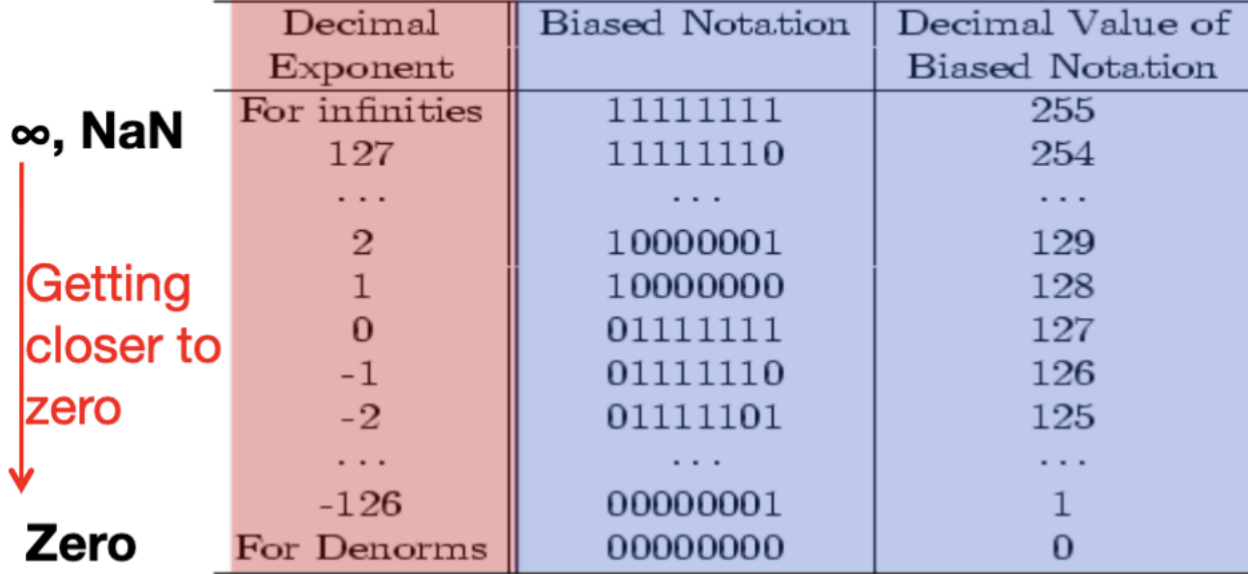 Decimal Exponent Biased Notation Decimal Value of Biased Notation
∞, NaN
For infinities 11111111 255
127 11111110 254
... ... ...
2 10000001 129
1 10000000 128
0 01111111 127
-1 01111110 126
-2 01111101 125
... ... ...
-126 00000001 1
For Denorms 00000000 0
Getting
closer to
zero
Zero